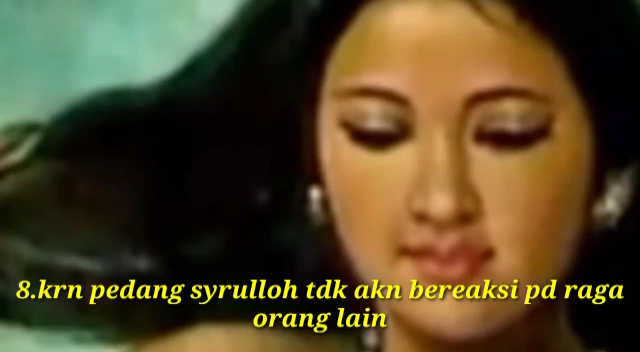 8.krn pedang syrulloh tdk akn bereaksi pd raga
orang lain